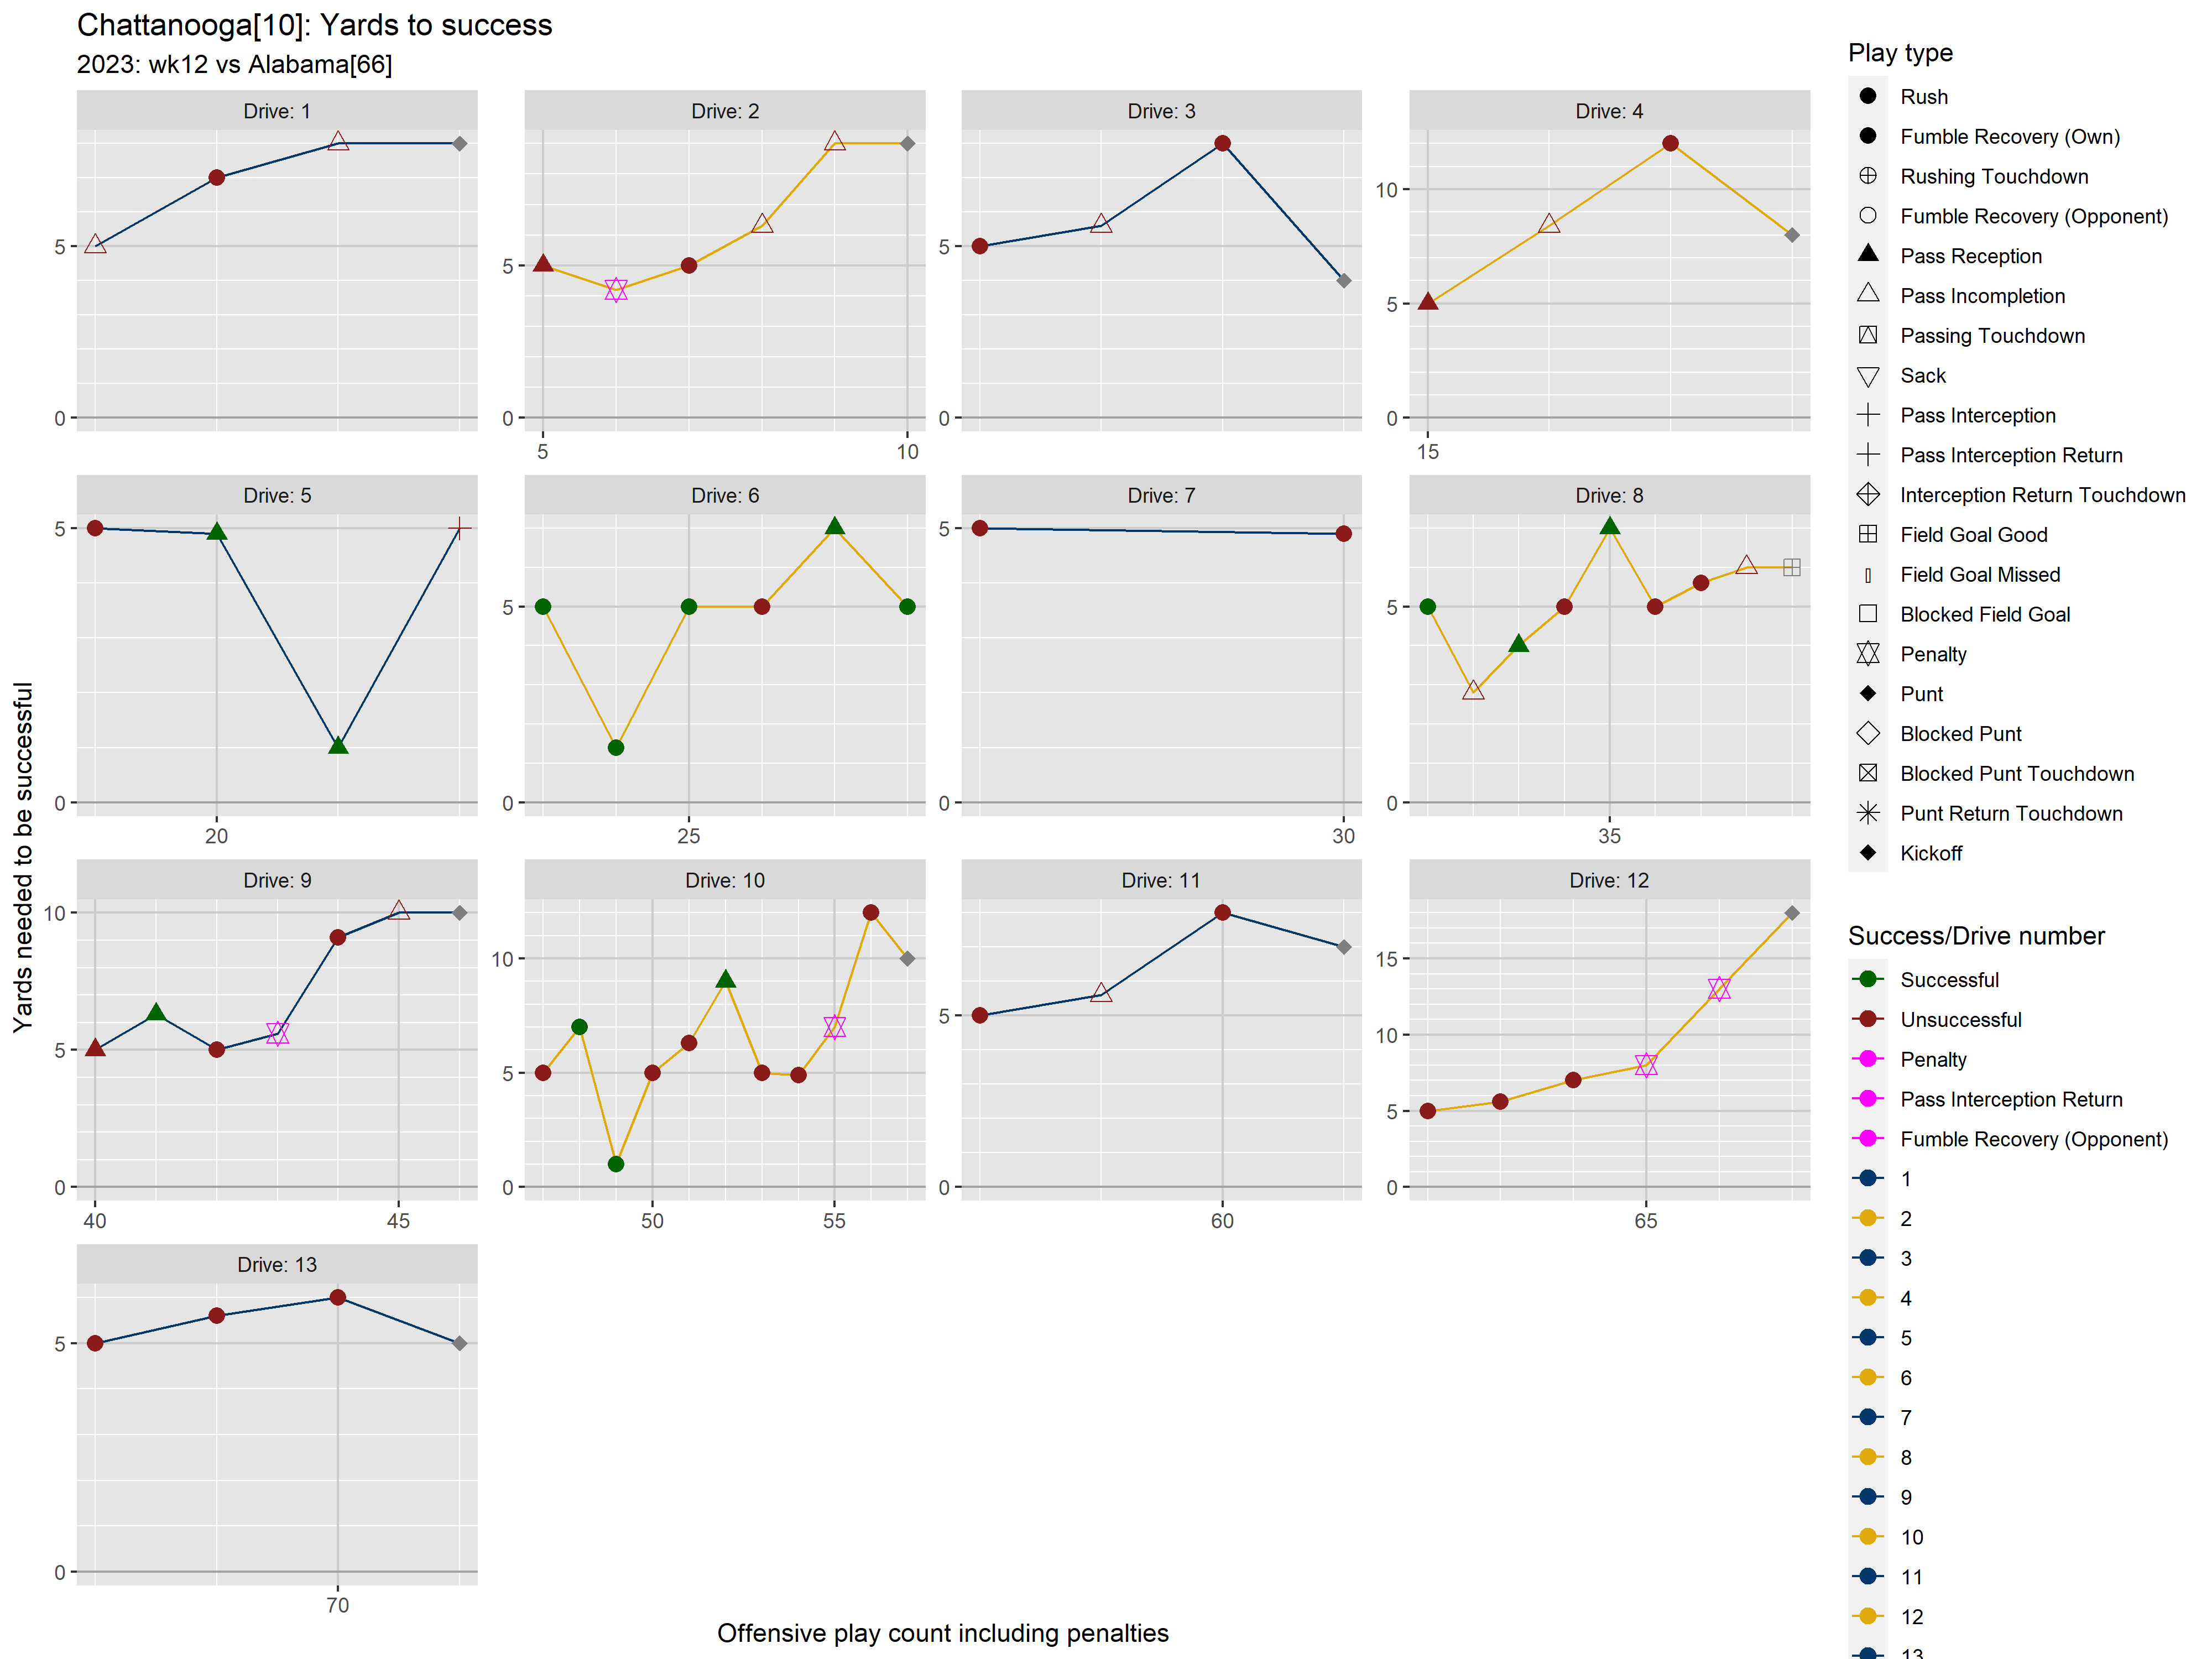 Chattanooga[10]: Yards to success
2023: wk12 vs Alabama[66]
Drive: 1
Drive: 2
Drive: 3
Drive: 4
5
0
5
0
5
10
5
0
10
5
0
15
Drive: 5
Drive: 6
Drive: 7
Drive: 8
5
0
20
5
0
25
5
0
30
5
0
35
Drive: 9
Drive: 10
Drive: 11
Drive: 12
10
5
0
40
45
10
5
0
50
55
5
0
60
15
10
5
0
65
Drive: 13
5
0
70
Yards needed to be successful
Offensive play count including penalties
Play type
Rush
Fumble Recovery (Own)
Rushing Touchdown
Fumble Recovery (Opponent)
Pass Reception
Pass Incompletion
Passing Touchdown
Sack
Pass Interception
Pass Interception Return
Interception Return Touchdown
Field Goal Good
Field Goal Missed
Blocked Field Goal
Penalty
Punt
Blocked Punt
Blocked Punt Touchdown
Punt Return Touchdown
Kickoff
Success/Drive number
Successful
Unsuccessful
Penalty
Pass Interception Return
Fumble Recovery (Opponent)
1
2
3
4
5
6
7
8
9
10
11
12
13